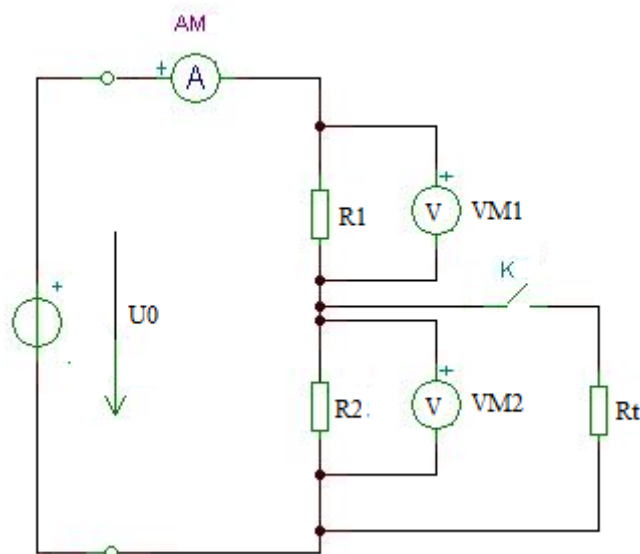 AM
+
A
+
R1
V
VM1
K
+
U0
+
R2
V
VM2
Rt